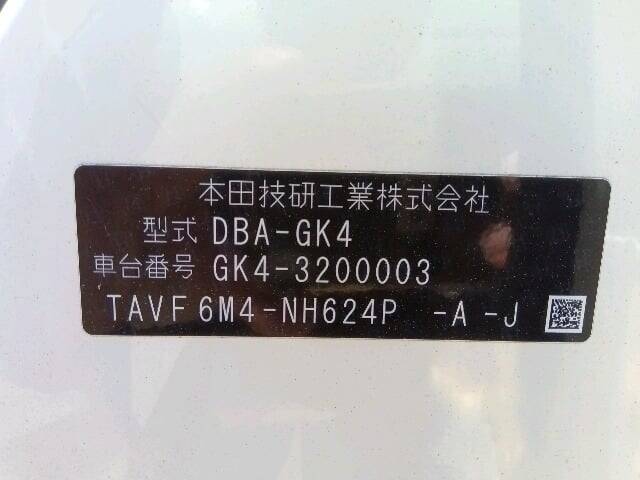 本田技研工業株式会社
型式 DBA-GK4
車台番号 GK4-3200003
TAVF6M4-NH624P -A-J